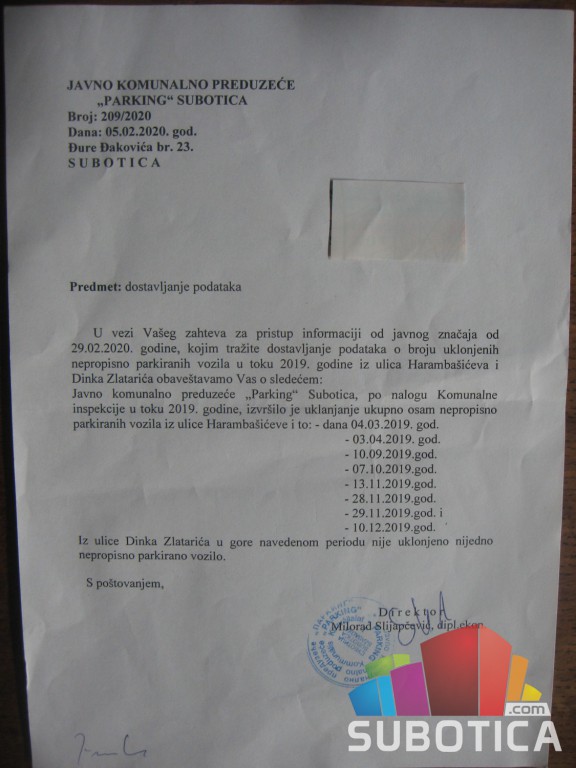 JAVNO KOMUNALNO PREDUZEĆE
„PARKING“ SUBOTICA
Broj: 209/2020
Dana: 05.02.2020. god.
Đure Đakovića br. 23.
S U B O T I C A
Predmet: dostavljanje podataka
U vezi Vašeg zahteva za pristup informaciji od javnog značaja od
29.02.2020. godine, kojim tražite dostavljanje podataka o broju uklonjenih
nepropisno parkiranih vozila u toku 2019. godine iz ulica Harambašićeva i
Dinka Zlatarića obaveštavamo Vas o sledećem:
Javno komunalno preduzeće „Parking“ Subotica, po nalogu Komunalne
inspekcije u toku 2019. godine, izvršilo je uklanjanje ukupno osam nepropisno
parkiranih vozila iz ulice Harambašićeve i to: - dana 04.03.2019. god.
- 03.04.2019. god.
- 10.09.2019.god.
- 07.10.2019.god.
- 13.11.2019.god.
- 28.11.2019.god.
- 29.11.2019.god. i
- 10.12.2019.god.
Iz ulice Dinka Zlatarića u gore navedenom periodu nije uklonjeno nijedno
nepropisno parkirano vozilo.
S poštovanjem,
D i r e k t o r
Milorad Slijapčević, dipl.ekon.
„PARKING“
.com
SUBOTICA